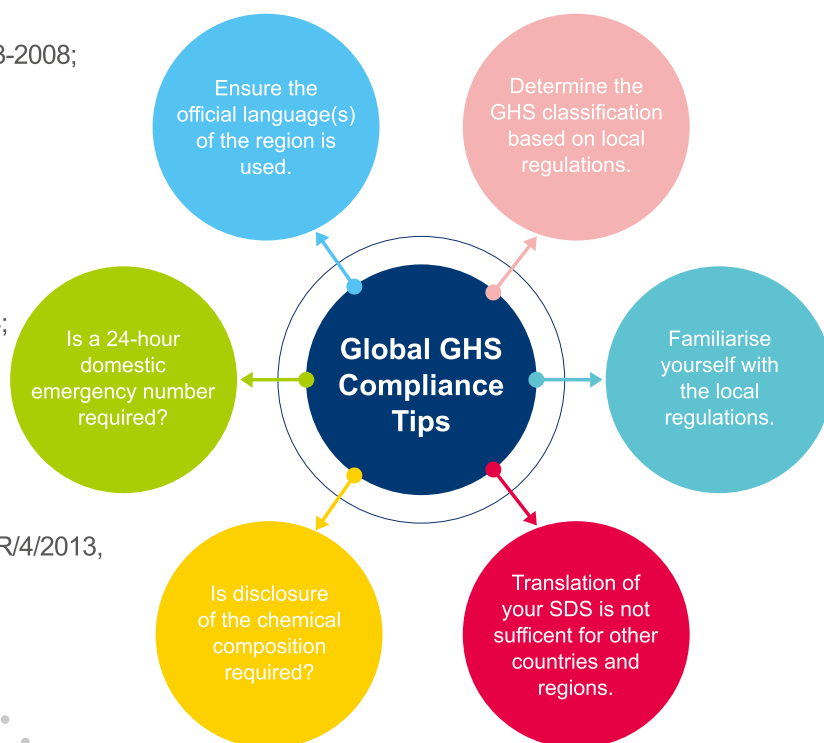 3-2008;
;
R/4/2013,
Ensure the
official language(s)
of the region is
used.
Determine the
GHS classification
based on local
regulations.
Is a 24-hour
domestic
emergency number
required?
Global GHS
Compliance
Tips
Familiarise
yourself with
the local
regulations.
Is disclosure
of the chemical
composition
required?
Translation of
your SDS is not
sufficent for other
countries and
regions.